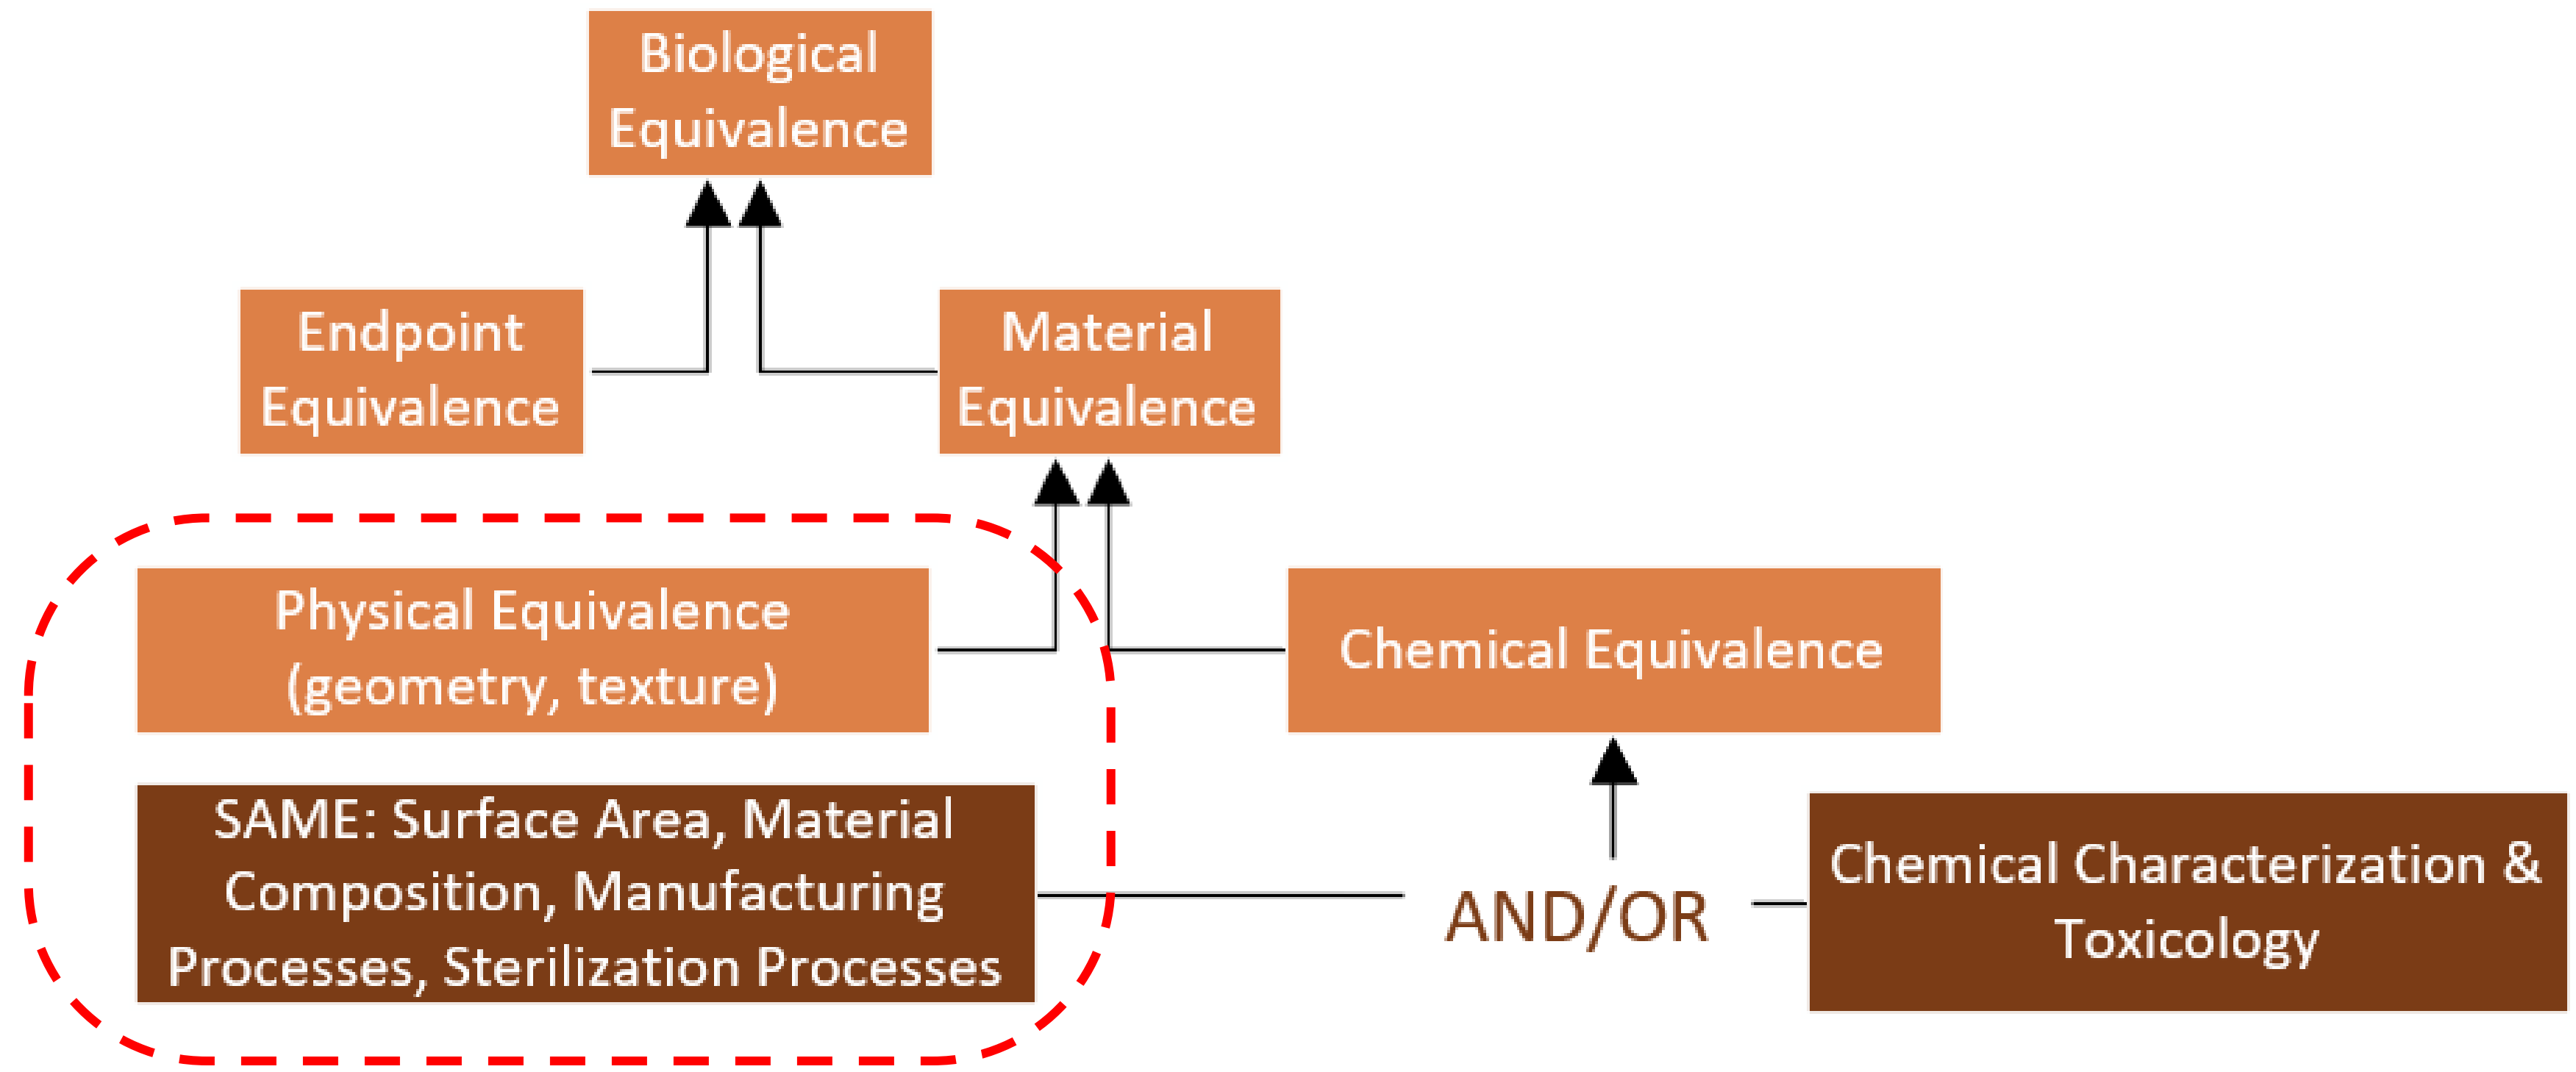 Biological
Equivalence
Endpoint
Equivalence
Material
Equivalence
Physical Equivalence
(geometry, texture)
Chemical Equivalence
SAME: Surface Area, Material
Composition, Manufacturing
Processes, Sterilization Processes
AND/OR
Chemical Characterization &
Toxicology